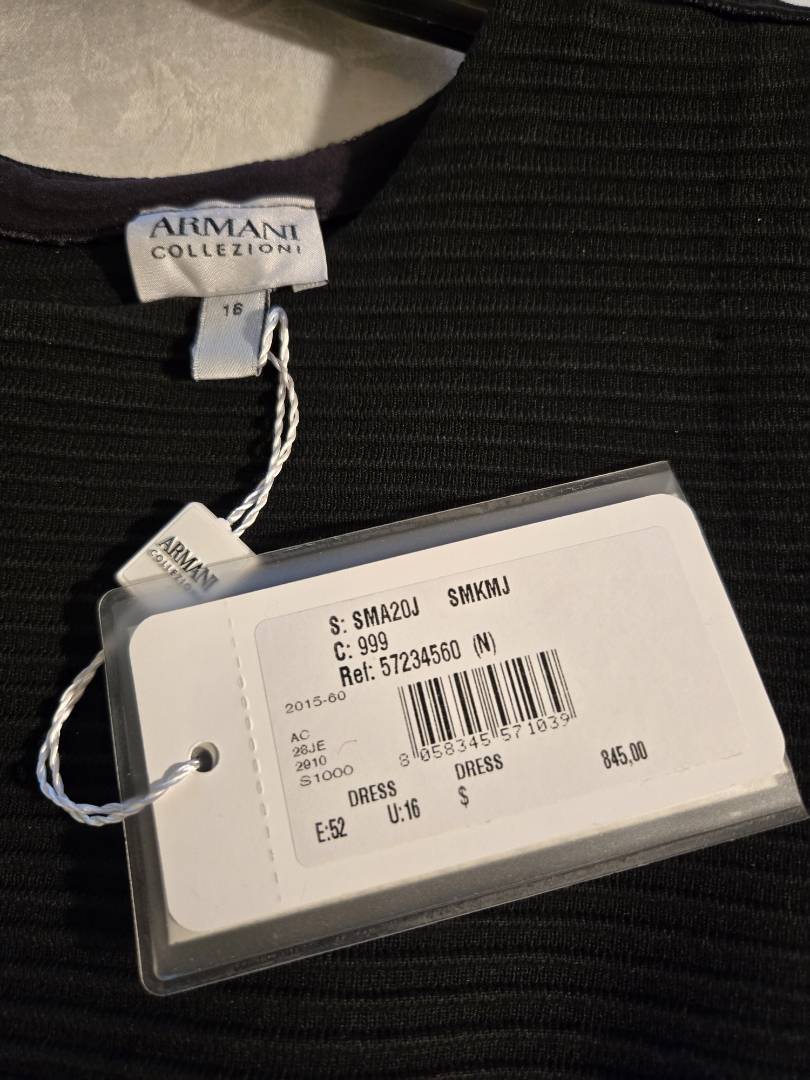 ARMANI
COLLEZIONI
16
ARMANI
COLLEZIO
S: SMA20J SMKMJ
C: 999
Ref: 57234560 (N)
2015-60
AC
28JE
2910
S1000
8 058345 571039
DRESS DRESS 845,00
E:52 U:16 $